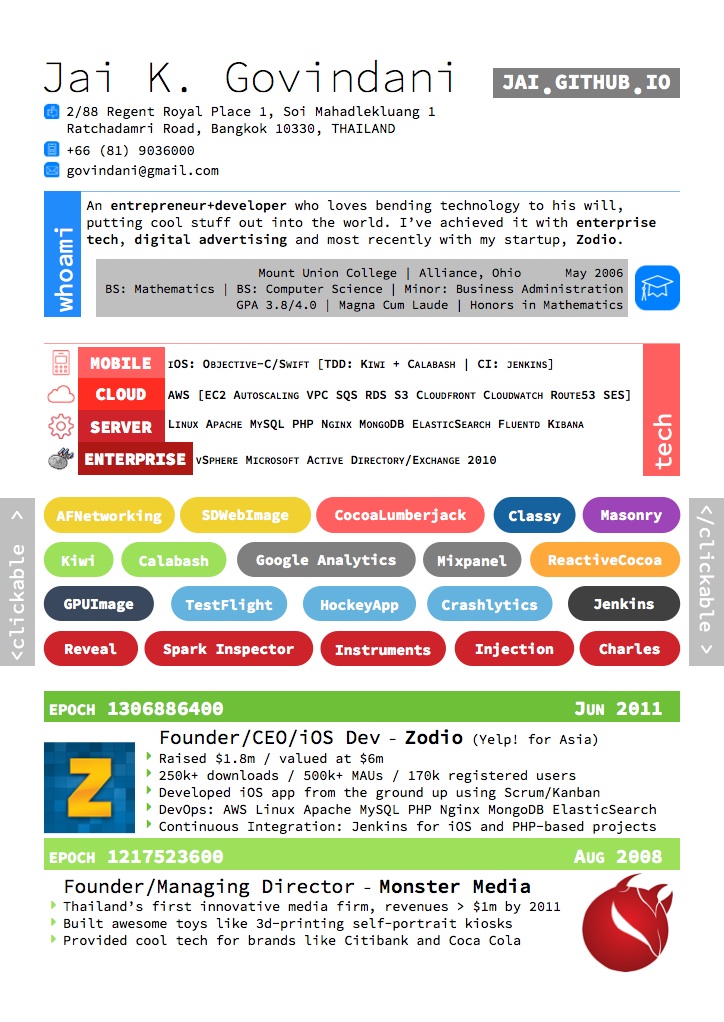 Jai K. Govindani
JAI.GITHUB.IO
2/88 Regent Royal Place 1, Soi Mahadlekluang 1
Ratchadamri Road, Bangkok 10330, THAILAND
+66 (81) 9036000
govindani@gmail.com
whoami
An entrepreneur+developer who loves bending technology to his will,
putting cool stuff out into the world. I’ve achieved it with enterprise
tech, digital advertising and most recently with my startup, Zodio.
Mount Union College | Alliance, Ohio May 2006
BS: Mathematics | BS: Computer Science | Minor: Business Administration
GPA 3.8/4.0 | Magna Cum Laude | Honors in Mathematics
tech
MOBILE iOS: Objective-C/Swift [TDD: Kiwi + Calabash | CI: jenkins]
CLOUD AWS [EC2 Autoscaling VPC SQS RDS S3 Cloudfront Cloudwatch Route53 SES]
SERVER Linux Apache MySQL PHP Nginx MongoDB ElasticSearch Fluentd Kibana
ENTERPRISE vSphere Microsoft Active Directory/Exchange 2010
<clickable >
AFNetworking SDWebImage CocoaLumberjack Classy Masonry
Kiwi Calabash Google Analytics Mixpanel ReactiveCocoa
GPUImage TestFlight HockeyApp Crashlytics Jenkins
Reveal Spark Inspector Instruments Injection Charles
</clickable >
EPOCH 1306886400 Jun 2011
Founder/CEO/iOS Dev - Zodio (Yelp! for Asia)
Z
Raised $1.8m / valued at $6m
250k+ downloads / 500k+ MAUs / 170k registered users
Developed iOS app from the ground up using Scrum/Kanban
DevOps: AWS Linux Apache MySQL PHP Nginx MongoDB ElasticSearch
Continuous Integration: Jenkins for iOS and PHP-based projects
EPOCH 1217523600 Aug 2008
Founder/Managing Director - Monster Media
Thailand’s first innovative media firm, revenues > $1m by 2011
Built awesome toys like 3d-printing self-portrait kiosks
Provided cool tech for brands like Citibank and Coca Cola